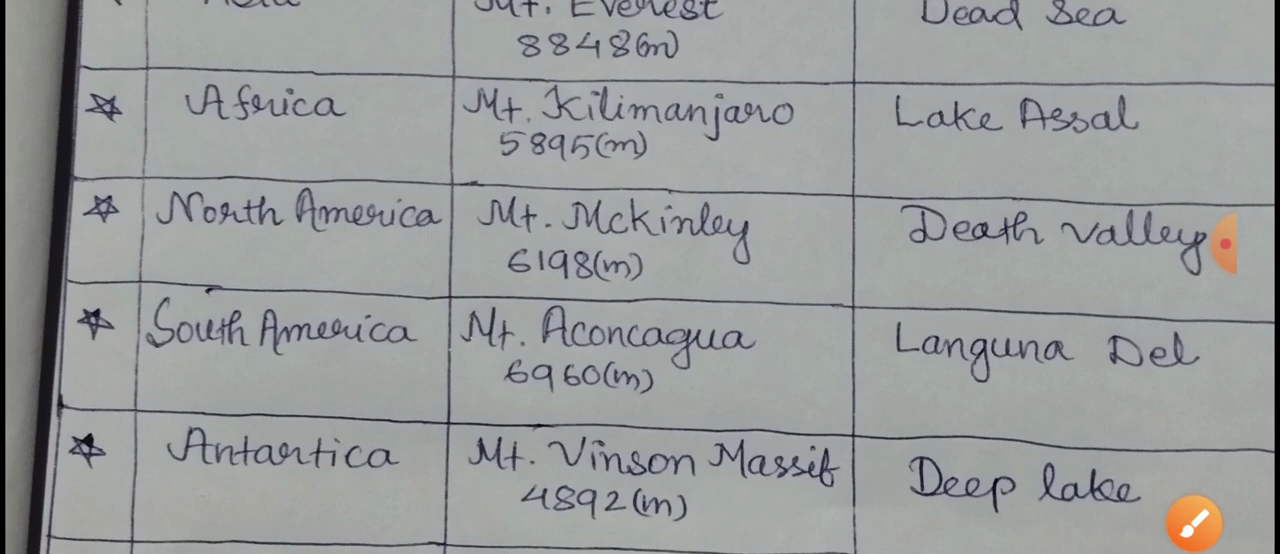 Asia
Mt. Everest
8848(m)
Dead Sea
Africa
Mt. Kilimanjaro
5895(m)
Lake Assal
North America
Mt. Mckinley
6198(m)
Death valley
South America
Mt. Aconcagua
6960(m)
Languna Del
Antartica
Mt. Vinson Massif
4892(m)
Deep lake